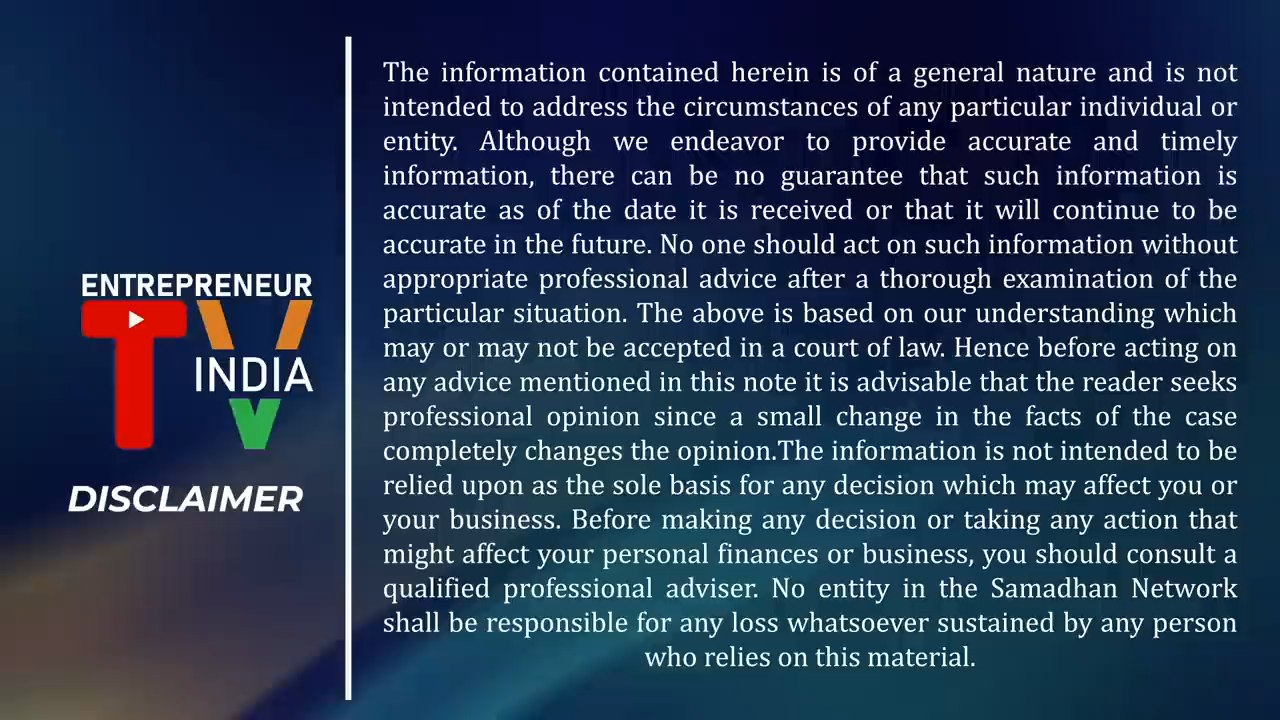 ENTREPRENEUR
TV
INDIA
DISCLAIMER
The information contained herein is of a general nature and is not
intended to address the circumstances of any particular individual or
entity. Although we endeavor to provide accurate and timely
information, there can be no guarantee that such information is
accurate as of the date it is received or that it will continue to be
accurate in the future. No one should act on such information without
appropriate professional advice after a thorough examination of the
particular situation. The above is based on our understanding which
may or may not be accepted in a court of law. Hence before acting on
any advice mentioned in this note it is advisable that the reader seeks
professional opinion since a small change in the facts of the case
completely changes the opinion.The information is not intended to be
relied upon as the sole basis for any decision which may affect you or
your business. Before making any decision or taking any action that
might affect your personal finances or business, you should consult a
qualified professional adviser. No entity in the Samadhan Network
shall be responsible for any loss whatsoever sustained by any person
who relies on this material.